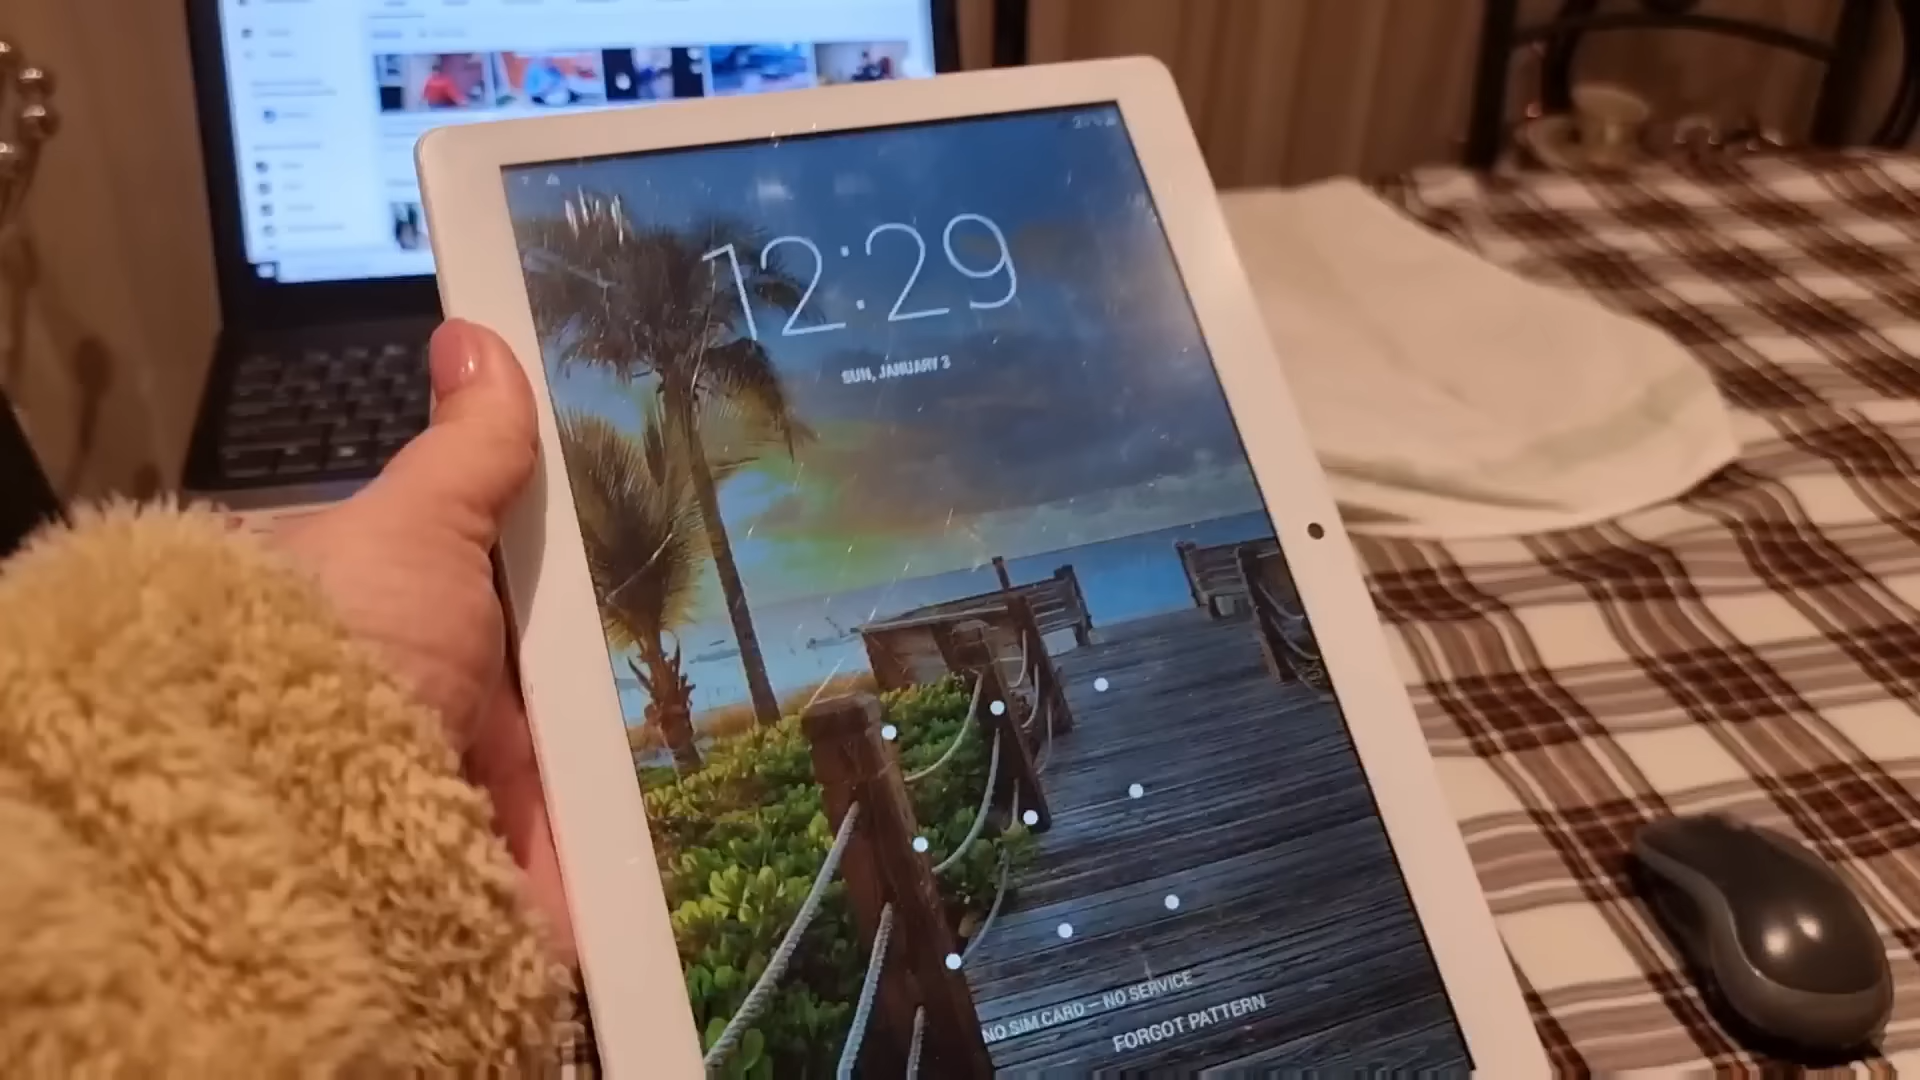 12:29
SUN, JANUARY 3
NO SIM CARD — NO SERVICE
FORGOT PATTERN